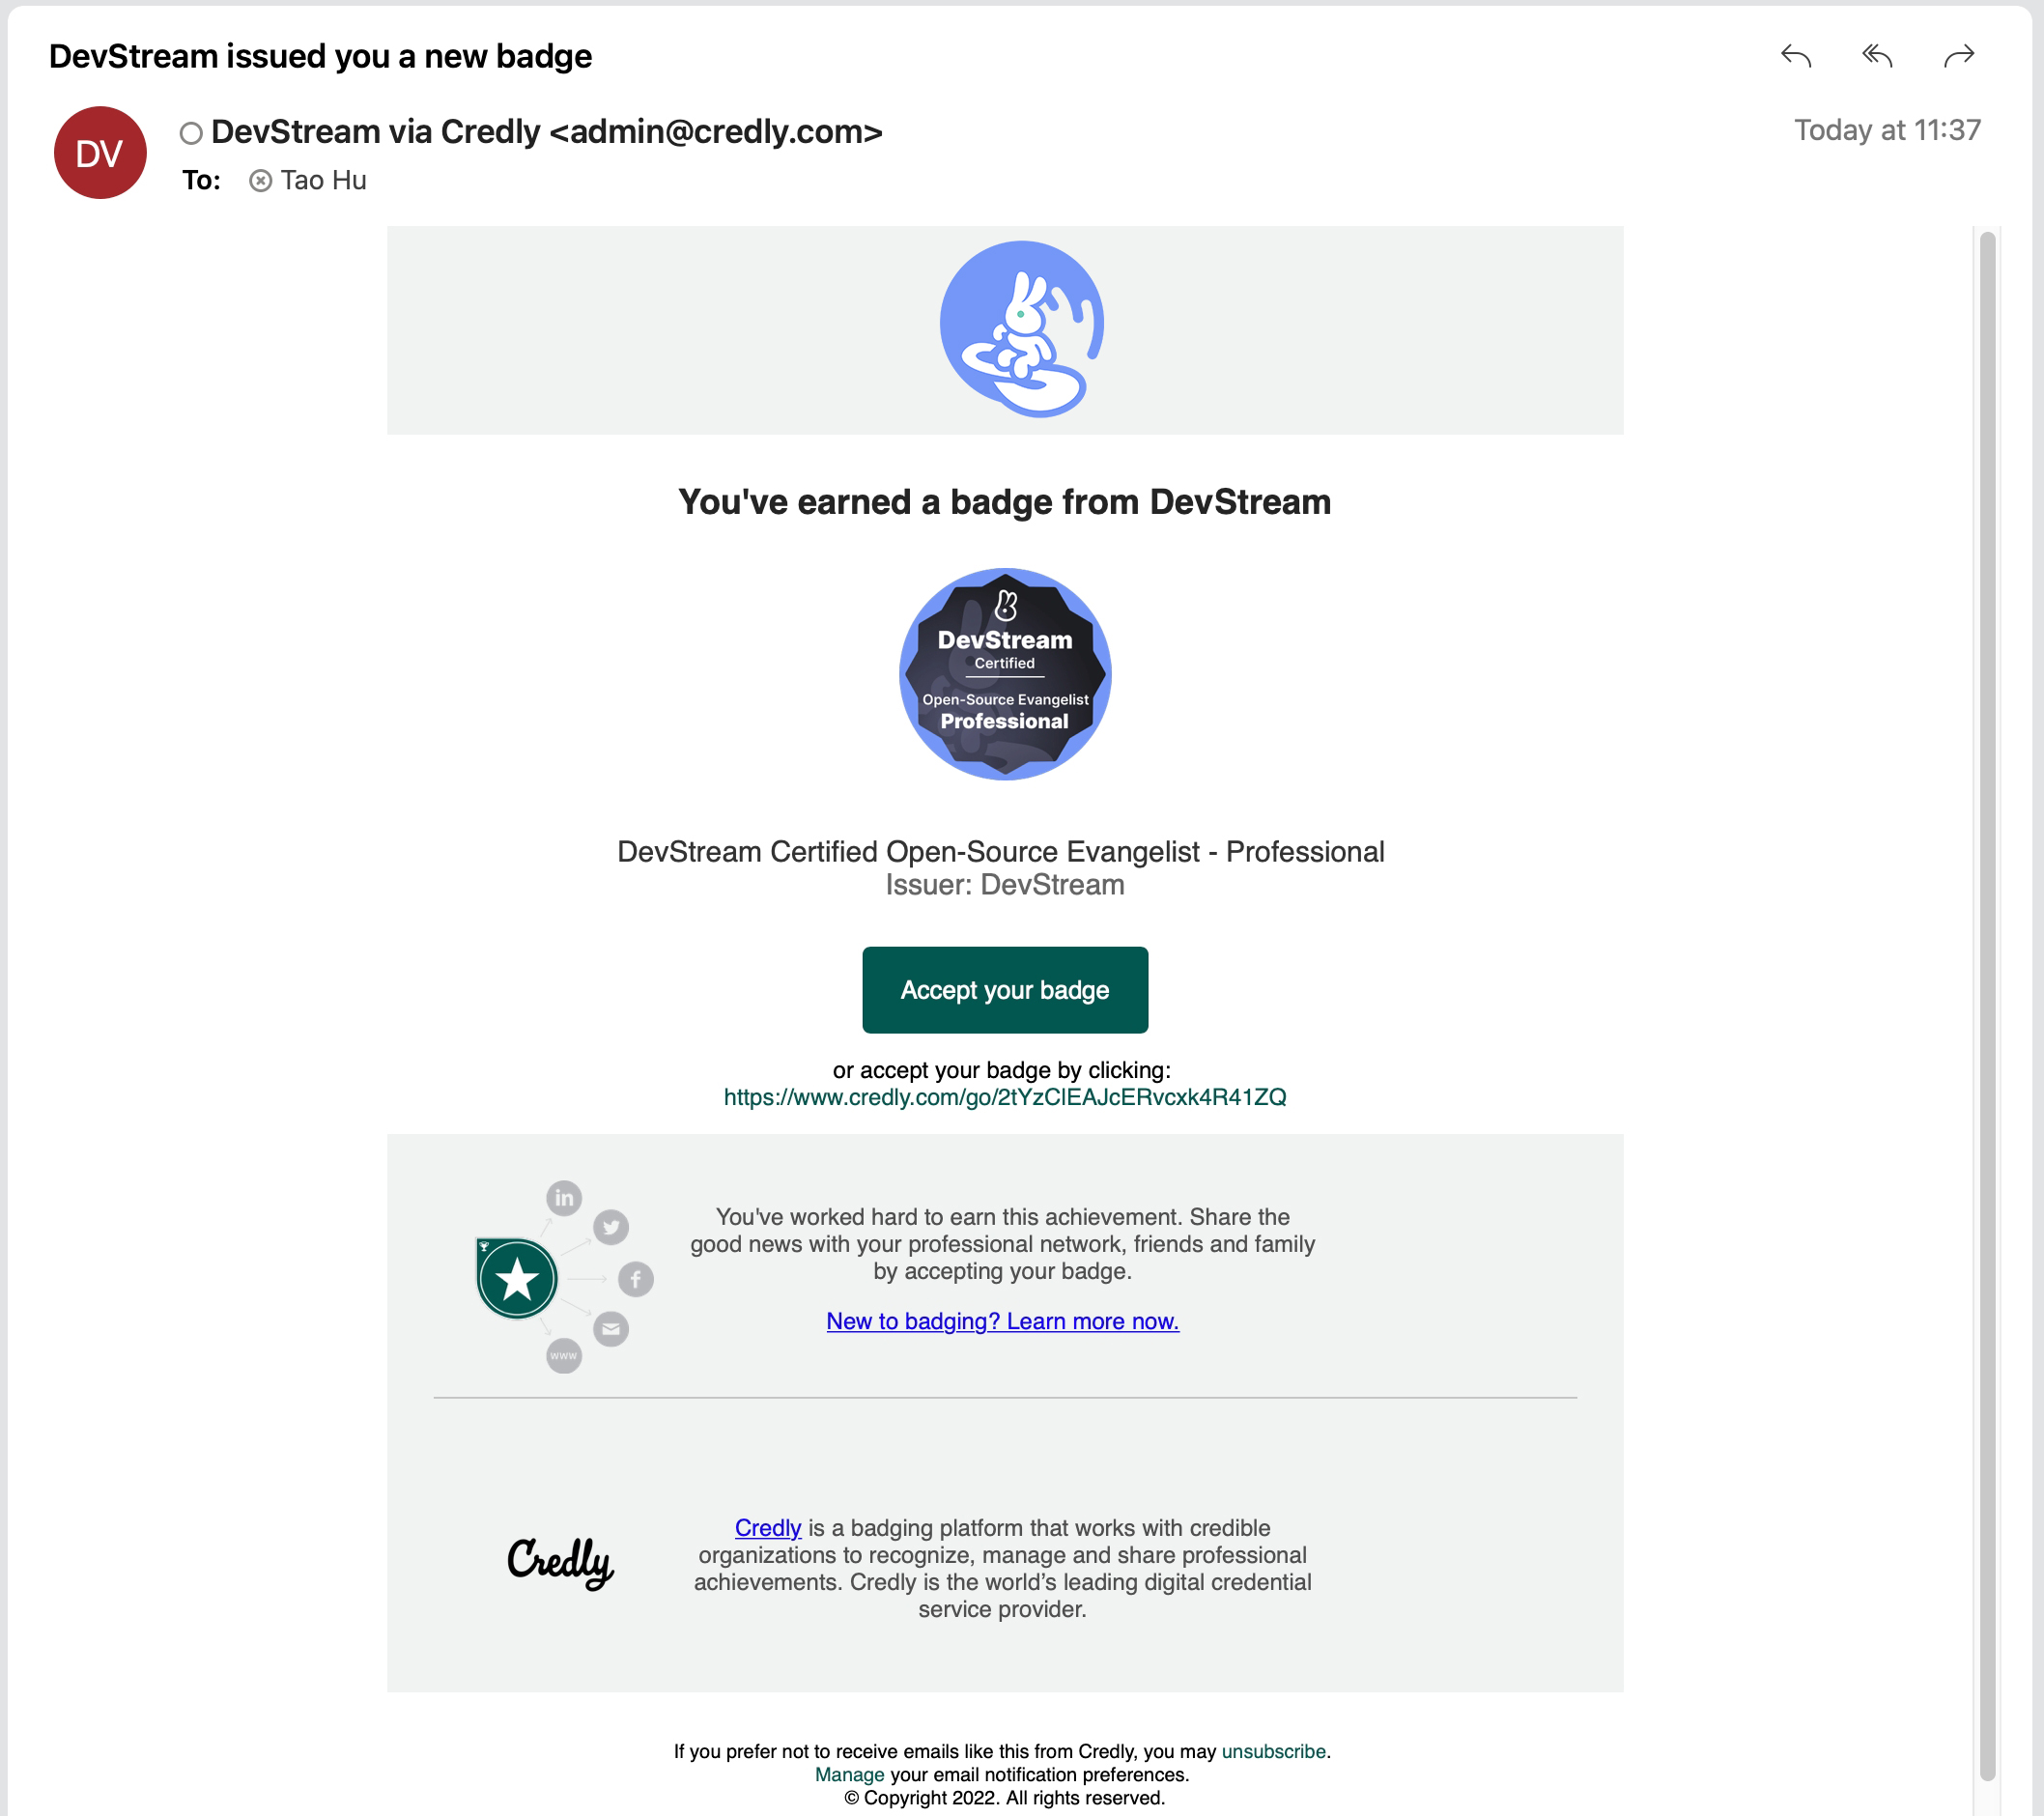 DevStream issued you a new badge
DV
DevStream via Credly <admin@credly.com>
Today at 11:37
To: Tao Hu
You've earned a badge from DevStream
DevStream
Certified
Open-Source Evangelist
Professional
DevStream Certified Open-Source Evangelist - Professional
Issuer: DevStream
Accept your badge
or accept your badge by clicking:
https://www.credly.com/go/2tYzClEAJcERvcxk4R41ZQ
in
f
www
You've worked hard to earn this achievement. Share the
good news with your professional network, friends and family
by accepting your badge.
New to badging? Learn more now.
Credly
Credly is a badging platform that works with credible
organizations to recognize, manage and share professional
achievements. Credly is the world’s leading digital credential
service provider.
If you prefer not to receive emails like this from Credly, you may unsubscribe.
Manage your email notification preferences.
© Copyright 2022. All rights reserved.